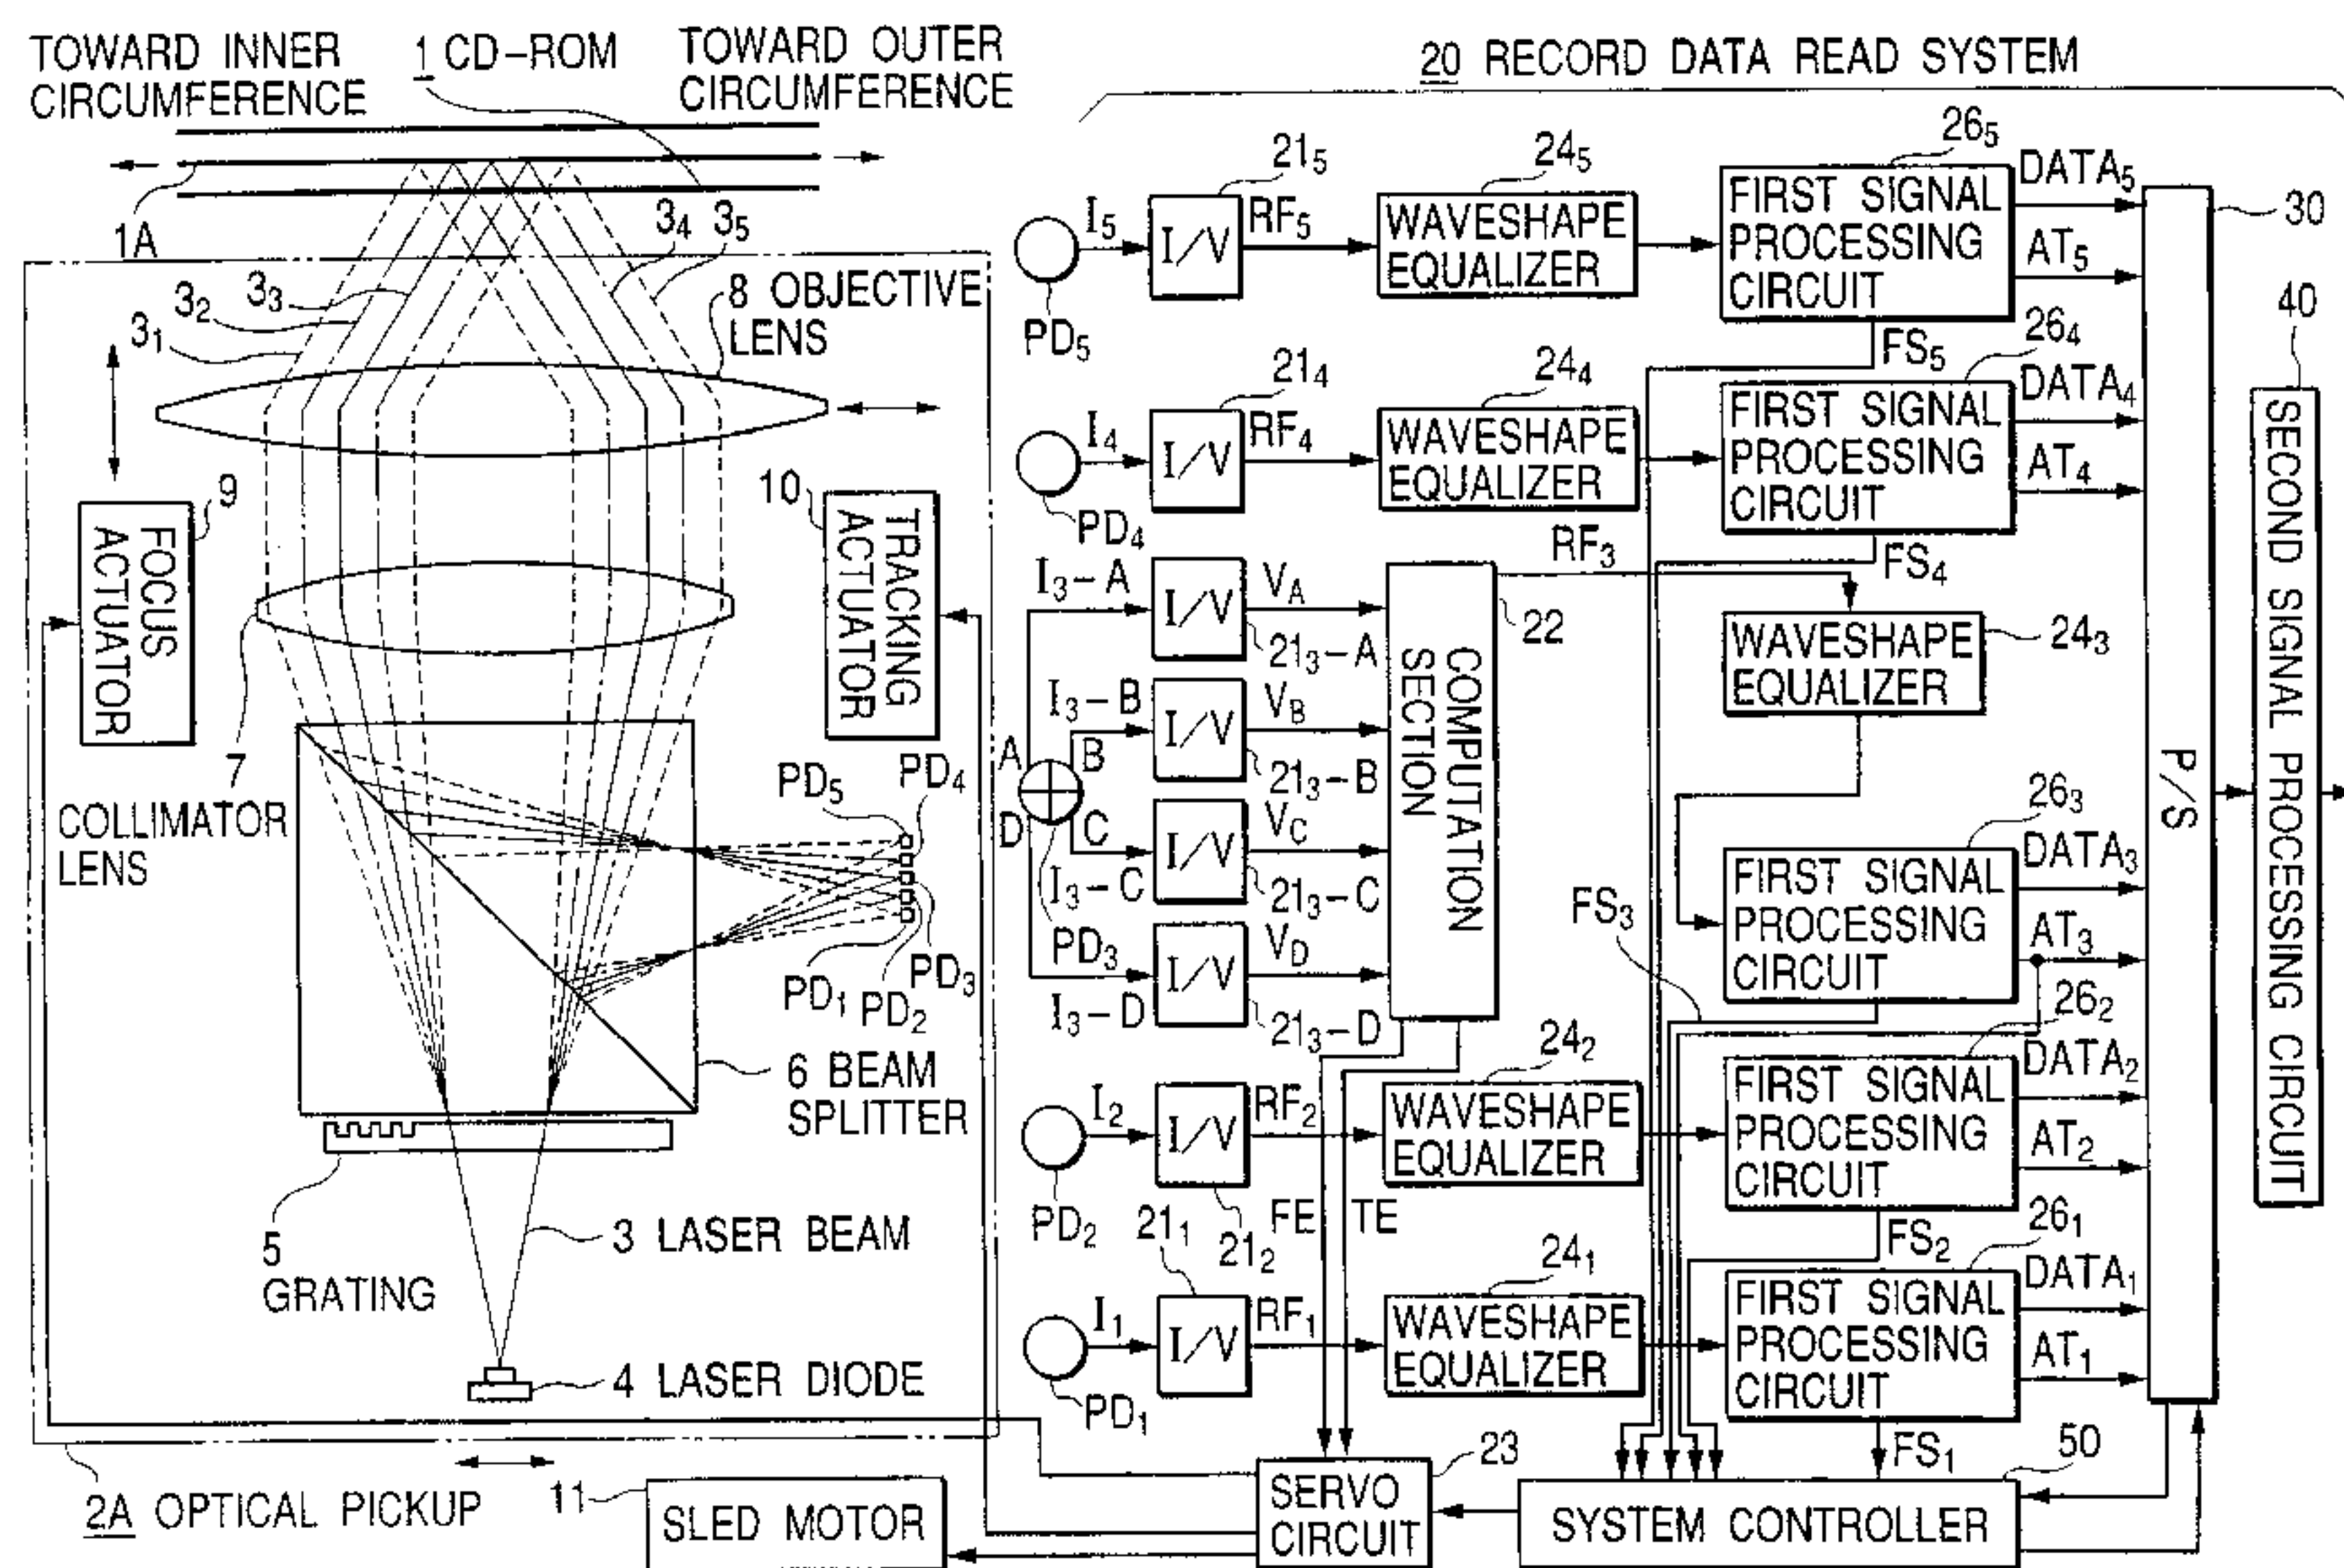 TOWARD INNER
CIRCUMFERENCE
1 CD-ROM
TOWARD OUTER
CIRCUMFERENCE
1A
3₁
3₂
3₃
3₄
3₅
8 OBJECTIVE
LENS
9
FOCUS
ACTUATOR
10
TRACKING
ACTUATOR
7
COLLIMATOR
LENS
PD₅
PD₄
PD₃
PD₁
PD₂
6 BEAM
SPLITTER
5
GRATING
3 LASER BEAM
4 LASER DIODE
2A OPTICAL PICKUP
11
SLED MOTOR
20 RECORD DATA READ SYSTEM
PD₅
I₅
21₅
I/V
RF₅
24₅
WAVESHAPE
EQUALIZER
26₅
FIRST SIGNAL
PROCESSING
CIRCUIT
DATA₅
AT₅
FS₅
30
PD₄
I₄
21₄
I/V
RF₄
24₄
WAVESHAPE
EQUALIZER
26₄
FIRST SIGNAL
PROCESSING
CIRCUIT
DATA₄
AT₄
FS₄
40
SECOND SIGNAL PROCESSING CIRCUIT
P/S
A
B
C
D
PD₃
I₃-A
I/V
V_A
21₃-A
I₃-B
I/V
V_B
21₃-B
I₃-C
I/V
V_C
21₃-C
I₃-D
I/V
V_D
21₃-D
COMPUTATION
SECTION
22
RF₃
WAVESHAPE
EQUALIZER
24₃
26₃
FIRST SIGNAL
PROCESSING
CIRCUIT
DATA₃
AT₃
FS₃
PD₂
I₂
I/V
21₂
RF₂
24₂
WAVESHAPE
EQUALIZER
26₂
FIRST SIGNAL
PROCESSING
CIRCUIT
DATA₂
AT₂
FS₂
FE
TE
PD₁
I₁
21₁
I/V
RF₁
24₁
WAVESHAPE
EQUALIZER
26₁
FIRST SIGNAL
PROCESSING
CIRCUIT
DATA₁
AT₁
FS₁
23
SERVO
CIRCUIT
50
SYSTEM CONTROLLER